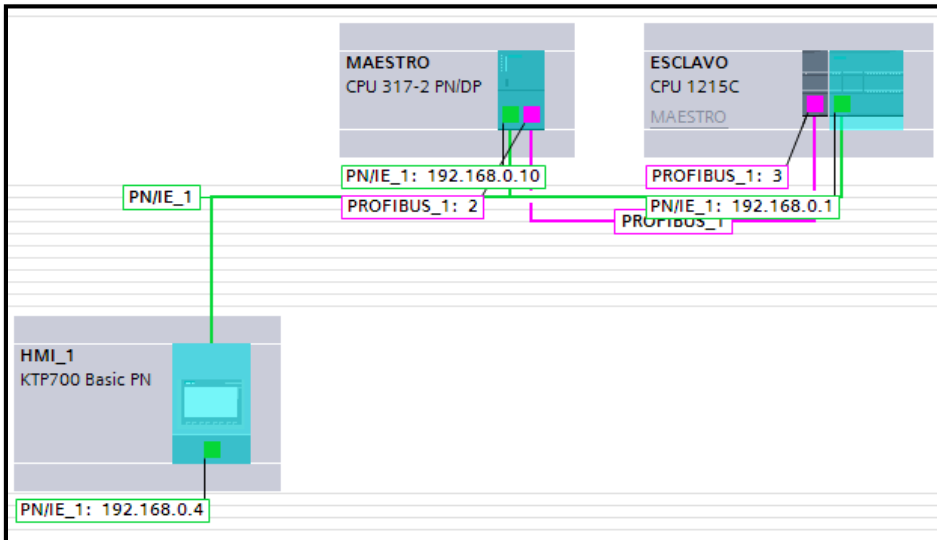 MAESTRO
CPU 317-2 PN/DP
ESCLAVO
CPU 1215C
MAESTRO
PN/IE_1: 192.168.0.10
PROFIBUS_1: 3
PN/IE_1
PROFIBUS_1: 2
PN/IE_1: 192.168.0.1
PROFIBUS_1
HMI_1
KTP700 Basic PN
PN/IE_1: 192.168.0.4